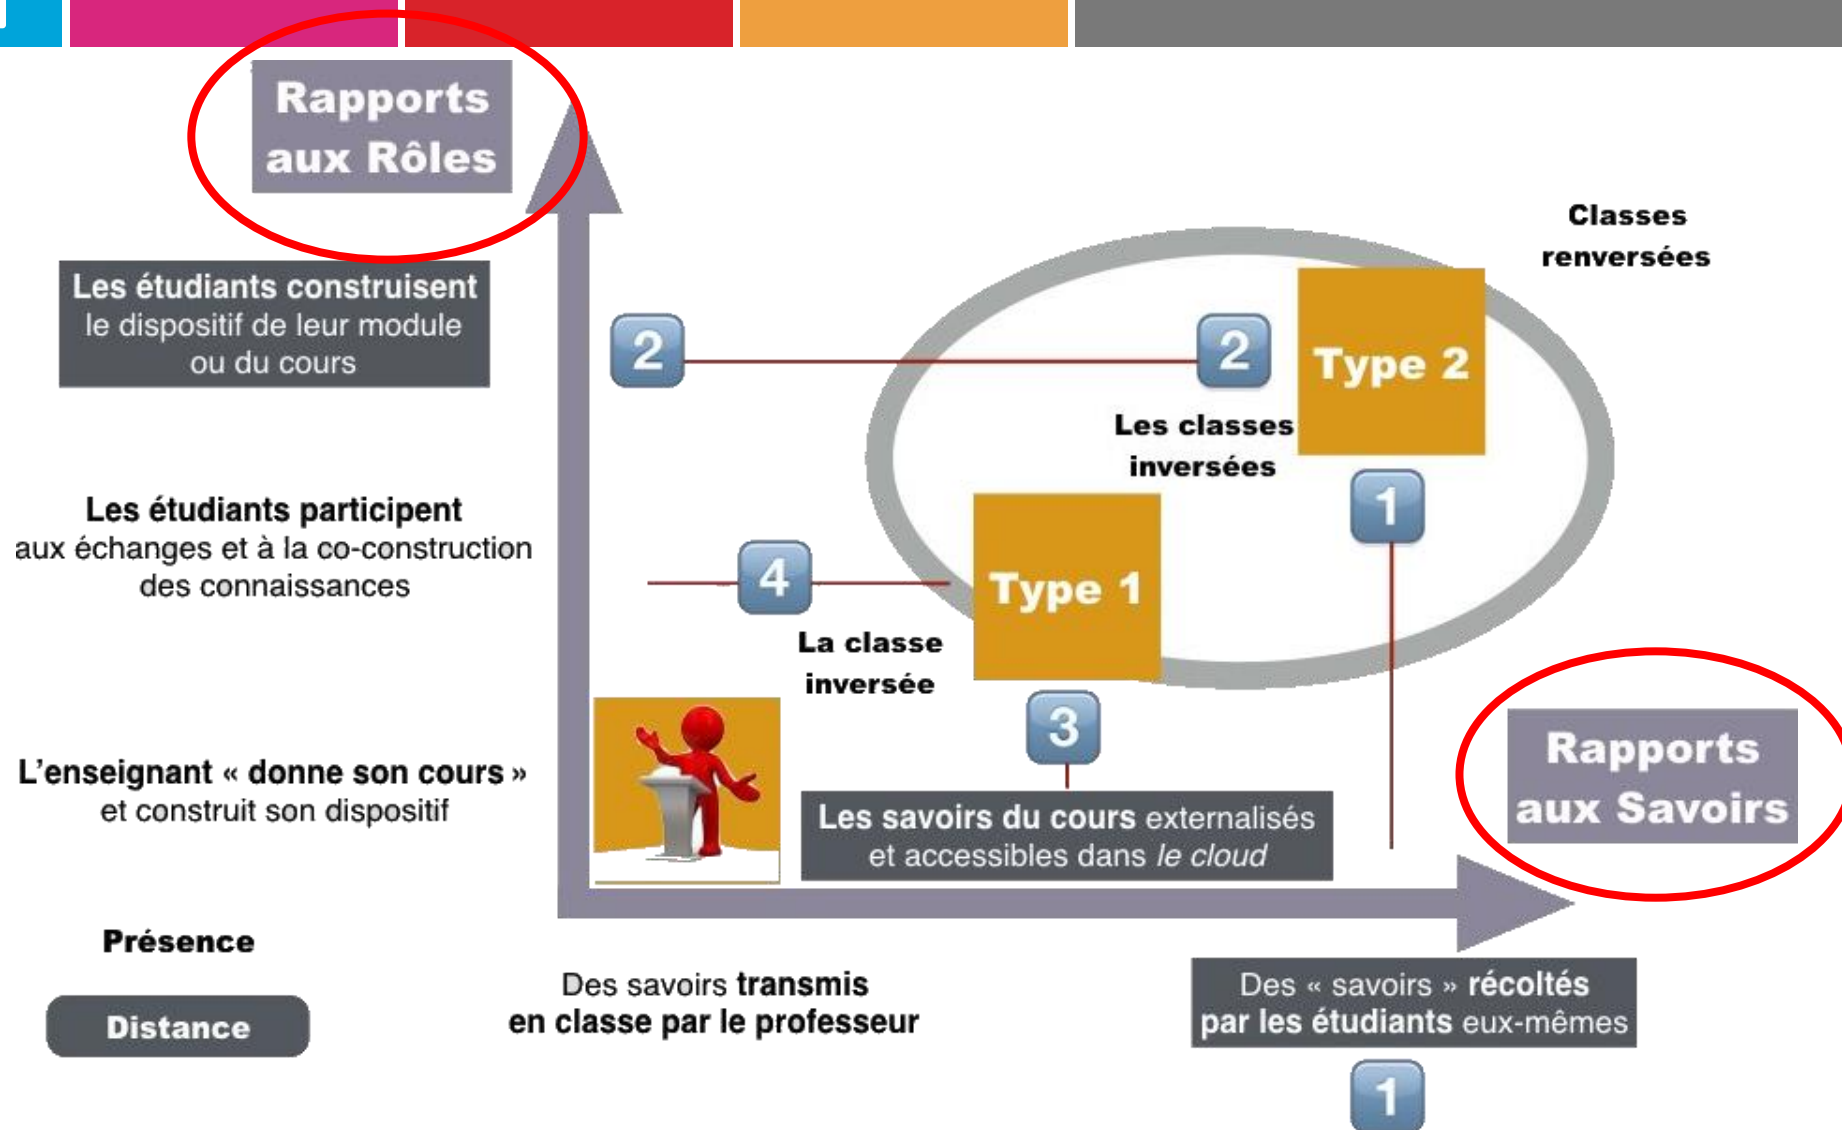 Rapports
aux Rôles
Classes
renversées
Les étudiants construisent
le dispositif de leur module
ou du cours
2
2
Type 2
Les classes
inversées
1
Les étudiants participent
aux échanges et à la co-construction
des connaissances
4
Type 1
La classe
inversée
3
Rapports
aux Savoirs
L'enseignant « donne son cours »
et construit son dispositif
Les savoirs du cours externalisés
et accessibles dans le cloud
Présence
Distance
Des savoirs transmis
en classe par le professeur
Des « savoirs » récoltés
par les étudiants eux-mêmes
1